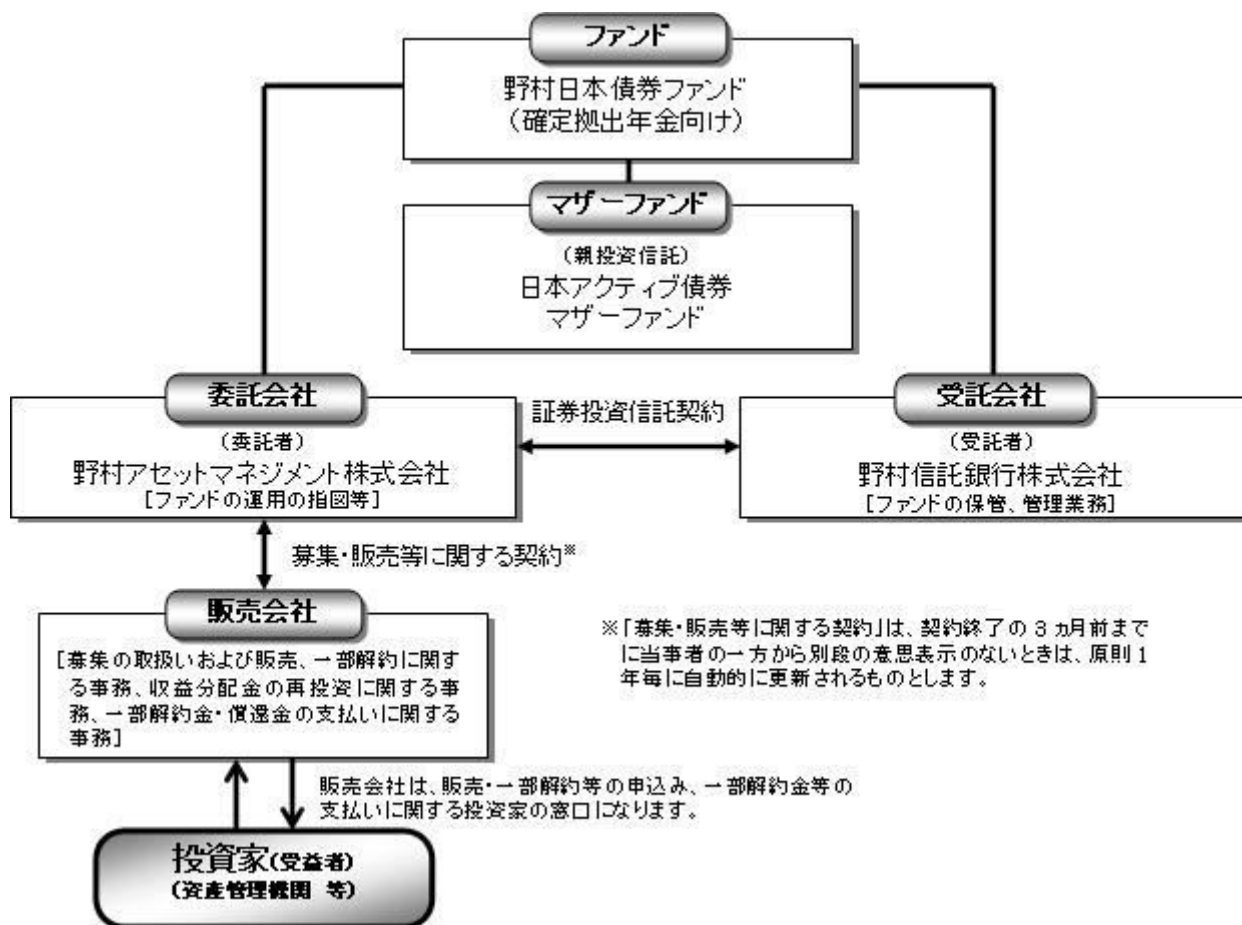 ファンド
野村日本債券ファンド
（確定拠出年金向け）
マザーファンド
（親投資信託）
日本アクティブ債券
マザーファンド
委託会社
（委託者）
野村アセットマネジメント株式会社
［ファンドの運用の指図等］
証券投資信託契約
受託会社
（受託者）
野村信託銀行株式会社
［ファンドの保管、管理業務］
募集・販売等に関する契約※
販売会社
［募集の取扱いおよび販売、一部解約に関す
る事務、収益分配金の再投資に関する事
務、一部解約金・償還金の支払いに関する
事務］
※「募集・販売等に関する契約」は、契約終了の3ヵ月前まで
に当事者の一方から別段の意思表示のないときは、原則1
年毎に自動的に更新されるものとします。
販売会社は、販売・一部解約等の申込み、一部解約金等の
支払いに関する投資家の窓口になります。
投資家（受益者）
（資産管理機関 等）